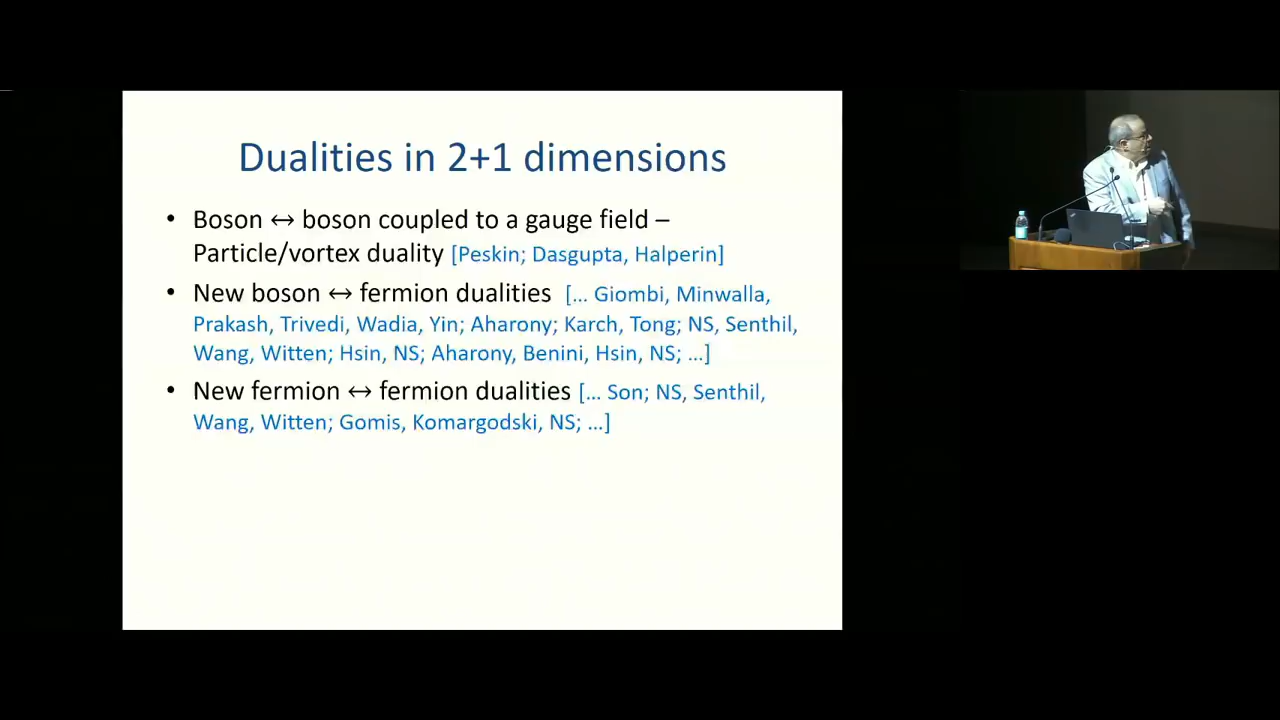 Dualities in 2+1 dimensions
• Boson ↔ boson coupled to a gauge field –
Particle/vortex duality [Peskin; Dasgupta, Halperin]
• New boson ↔ fermion dualities [… Giombi, Minwalla,
Prakash, Trivedi, Wadia, Yin; Aharony; Karch, Tong; NS, Senthil,
Wang, Witten; Hsin, NS; Aharony, Benini, Hsin, NS; …]
• New fermion ↔ fermion dualities [… Son; NS, Senthil,
Wang, Witten; Gomis, Komargodski, NS; …]